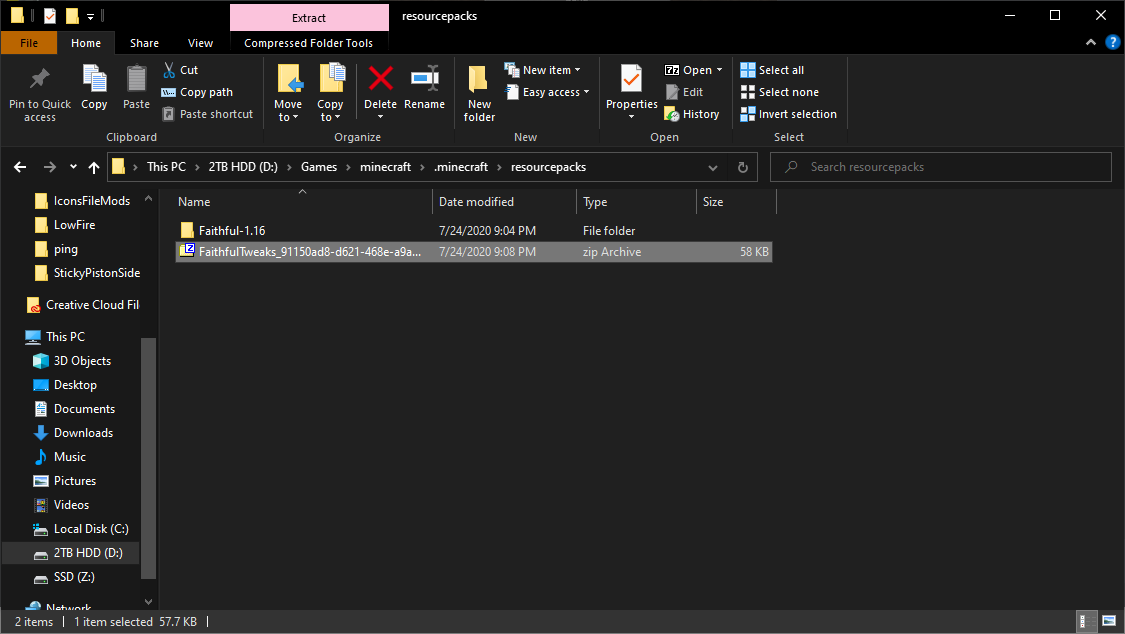 Extract
resourcepacks
File
Home
Share
View
Compressed Folder Tools
Pin to Quick access
Copy
Paste
Cut
Copy path
Paste shortcut
Clipboard
Move to
Copy to
Delete
Rename
Organize
New folder
New item
Easy access
New
Properties
Open
Edit
History
Open
Select all
Select none
Invert selection
Select
This PC
2TB HDD (D:)
Games
minecraft
.minecraft
resourcepacks
Search resourcepacks
IconsFileMods
LowFire
ping
StickyPistonSide
Creative Cloud Fil
This PC
3D Objects
Desktop
Documents
Downloads
Music
Pictures
Videos
Local Disk (C:)
2TB HDD (D:)
SSD (Z:)
Network
Name Date modified Type Size
Faithful-1.16 7/24/2020 9:04 PM File folder
FaithfulTweaks_91150ad8-d621-468e-a9a... 7/24/2020 9:08 PM zip Archive 58 KB
2 items 1 item selected 57.7 KB